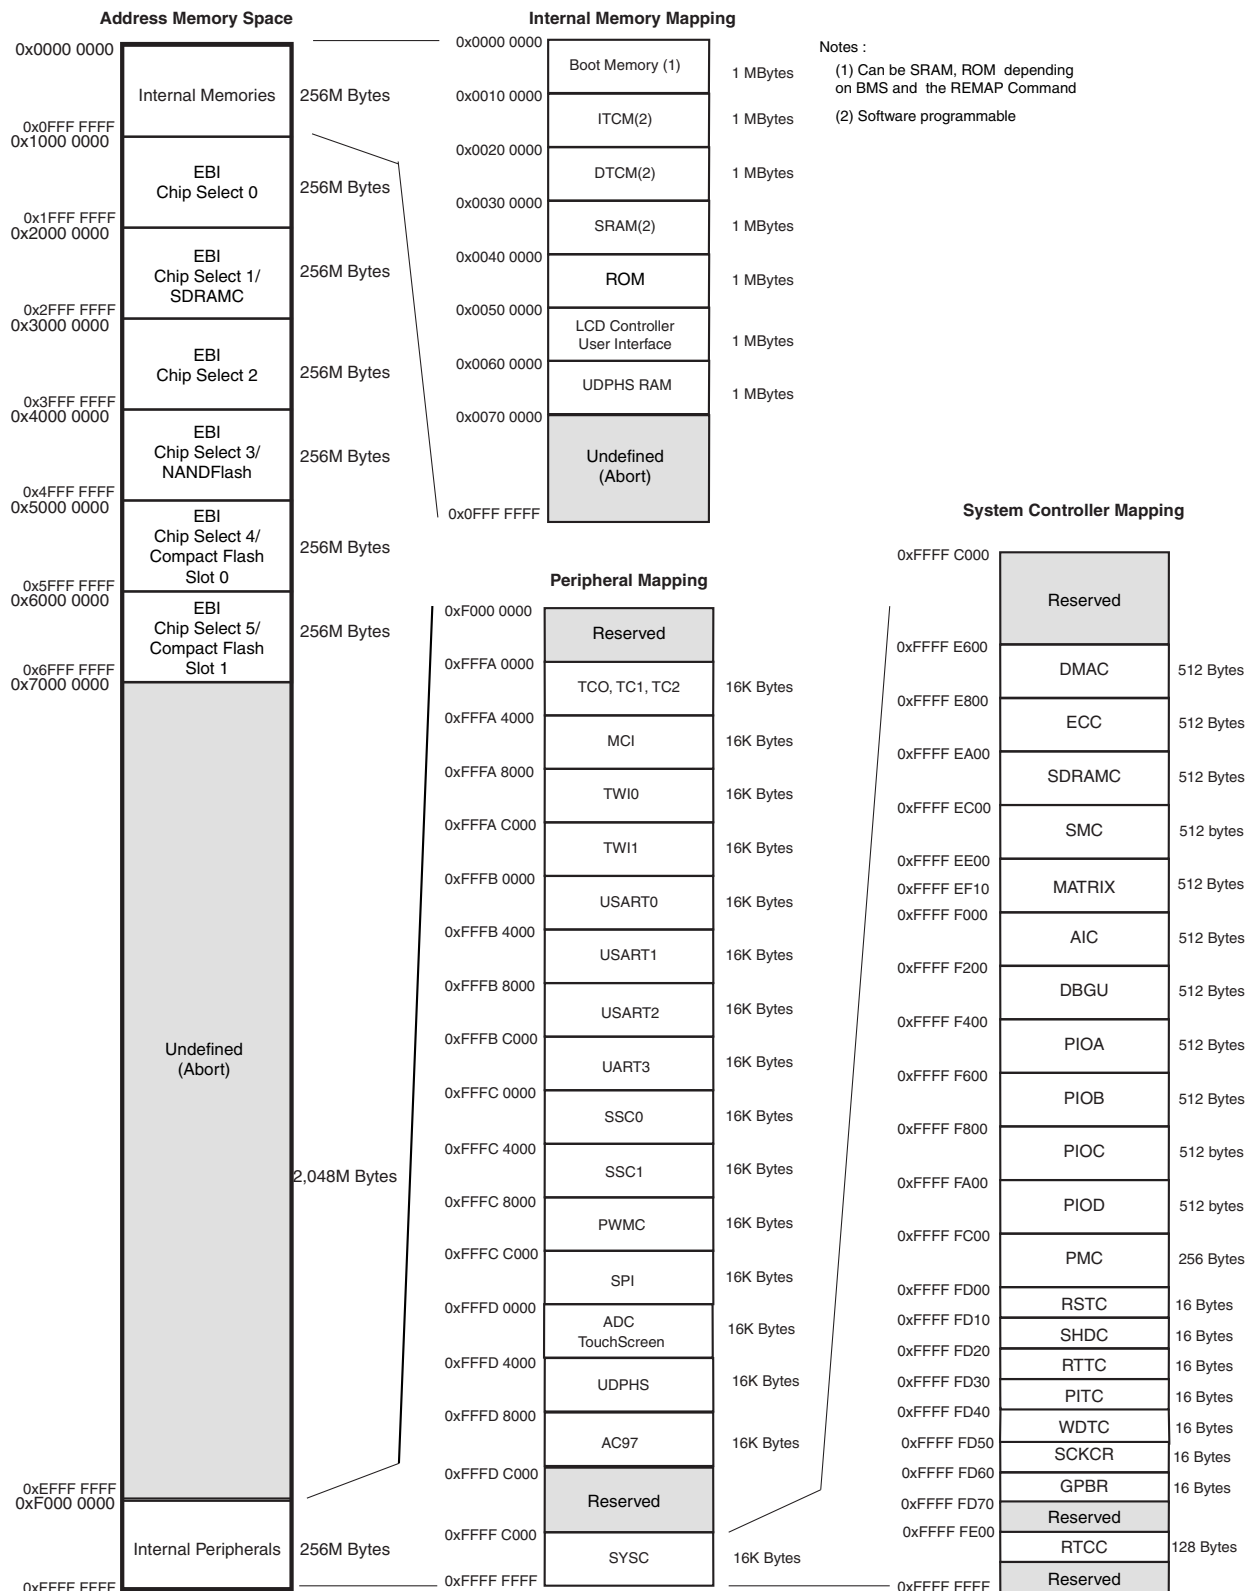 Address Memory Space
0x0000 0000
Internal Memories
256M Bytes
0x0FFF FFFF
0x1000 0000
EBI
Chip Select 0
256M Bytes
0x1FFF FFFF
0x2000 0000
EBI
Chip Select 1/
SDRAMC
256M Bytes
0x2FFF FFFF
0x3000 0000
EBI
Chip Select 2
256M Bytes
0x3FFF FFFF
0x4000 0000
EBI
Chip Select 3/
NANDFlash
256M Bytes
0x4FFF FFFF
0x5000 0000
EBI
Chip Select 4/
Compact Flash
Slot 0
256M Bytes
0x5FFF FFFF
0x6000 0000
EBI
Chip Select 5/
Compact Flash
Slot 1
256M Bytes
0x6FFF FFFF
0x7000 0000
Undefined
(Abort)
2,048M Bytes
0xEFFF FFFF
0xF000 0000
Internal Peripherals
256M Bytes
0xFFFF FFFF
Internal Memory Mapping
0x0000 0000
Boot Memory (1)
1 MBytes
0x0010 0000
ITCM(2)
1 MBytes
0x0020 0000
DTCM(2)
1 MBytes
0x0030 0000
SRAM(2)
1 MBytes
0x0040 0000
ROM
1 MBytes
0x0050 0000
LCD Controller
User Interface
1 MBytes
0x0060 0000
UDPHS RAM
1 MBytes
0x0070 0000
Undefined
(Abort)
0x0FFF FFFF
Notes :
(1) Can be SRAM, ROM depending
on BMS and the REMAP Command
(2) Software programmable
Peripheral Mapping
0xF000 0000
Reserved
0xFFFA 0000
TCO, TC1, TC2
16K Bytes
0xFFFA 4000
MCI
16K Bytes
0xFFFA 8000
TWI0
16K Bytes
0xFFFA C000
TWI1
16K Bytes
0xFFFB 0000
USART0
16K Bytes
0xFFFB 4000
USART1
16K Bytes
0xFFFB 8000
USART2
16K Bytes
0xFFFB C000
UART3
16K Bytes
0xFFFC 0000
SSC0
16K Bytes
0xFFFC 4000
SSC1
16K Bytes
0xFFFC 8000
PWMC
16K Bytes
0xFFFC C000
SPI
16K Bytes
0xFFFD 0000
ADC
TouchScreen
16K Bytes
0xFFFD 4000
UDPHS
16K Bytes
0xFFFD 8000
AC97
16K Bytes
0xFFFD C000
Reserved
0xFFFF C000
SYSC
16K Bytes
0xFFFF FFFF
System Controller Mapping
0xFFFF C000
Reserved
0xFFFF E600
DMAC
512 Bytes
0xFFFF E800
ECC
512 Bytes
0xFFFF EA00
SDRAMC
512 Bytes
0xFFFF EC00
SMC
512 bytes
0xFFFF EE00
0xFFFF EF10
MATRIX
512 Bytes
0xFFFF F000
AIC
512 Bytes
0xFFFF F200
DBGU
512 Bytes
0xFFFF F400
PIOA
512 Bytes
0xFFFF F600
PIOB
512 Bytes
0xFFFF F800
PIOC
512 bytes
0xFFFF FA00
PIOD
512 bytes
0xFFFF FC00
PMC
256 Bytes
0xFFFF FD00
RSTC
16 Bytes
0xFFFF FD10
SHDC
16 Bytes
0xFFFF FD20
RTTC
16 Bytes
0xFFFF FD30
PITC
16 Bytes
0xFFFF FD40
WDTC
16 Bytes
0xFFFF FD50
SCKCR
16 Bytes
0xFFFF FD60
GPBR
16 Bytes
0xFFFF FD70
Reserved
0xFFFF FE00
RTCC
128 Bytes
Reserved
0xFFFF FFFF